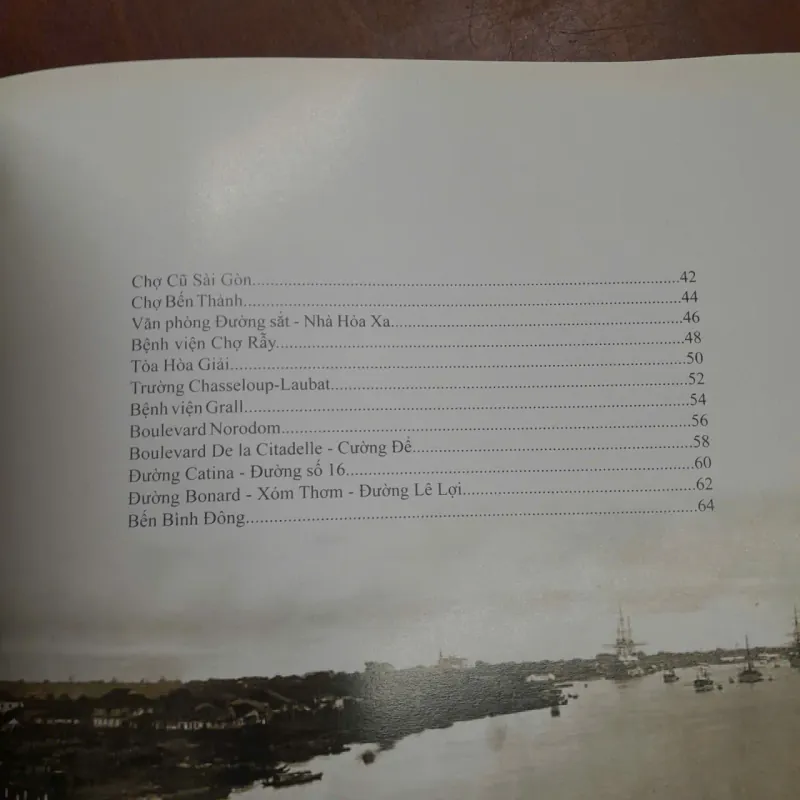 Chợ Cũ Sài Gòn........................................................................42
Chợ Bến Thành........................................................................44
Văn phòng Đường sắt - Nhà Hỏa Xa........................................................................46
Bệnh viện Chợ Rẫy........................................................................48
Tòa Hòa Giải........................................................................50
Trường Chasseloup-Laubat........................................................................52
Bệnh viện Grall........................................................................54
Boulevard Norodom........................................................................56
Boulevard De la Citadelle - Cường Để........................................................................58
Đường Catina - Đường số 16........................................................................60
Đường Bonard - Xóm Thơm - Đường Lê Lợi........................................................................62
Bến Bình Đông........................................................................64